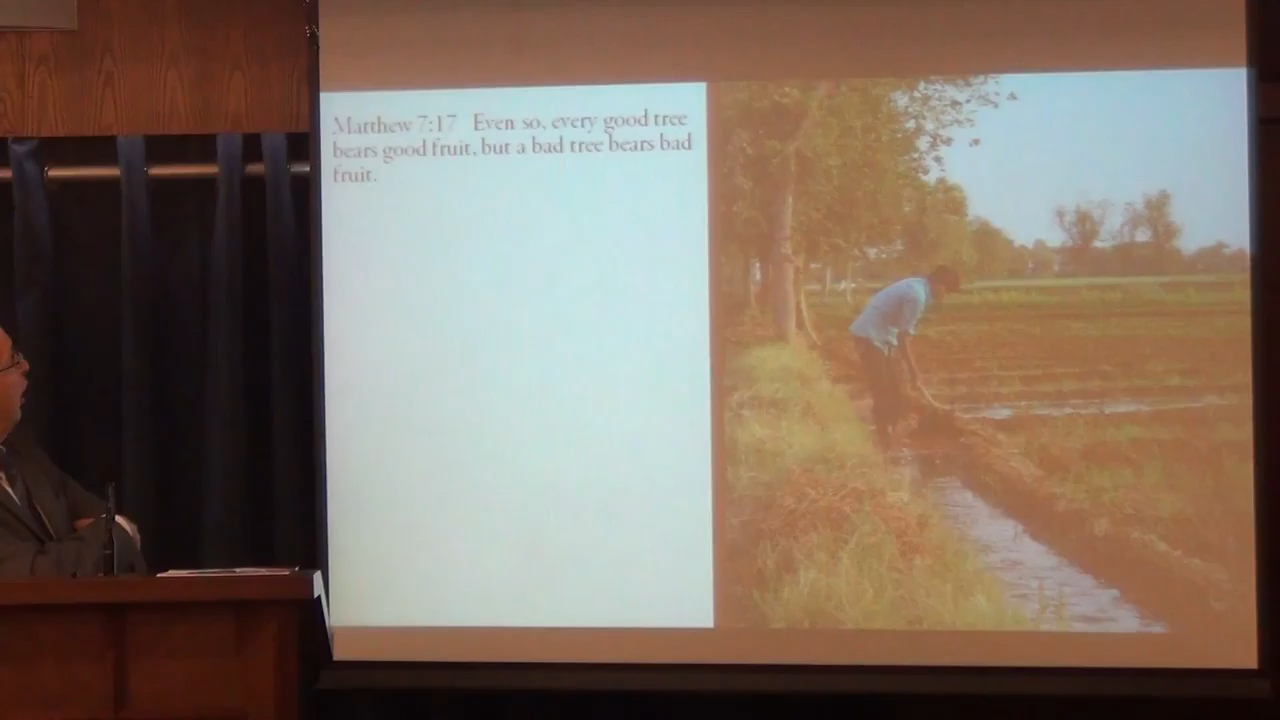 Matthew 7:17 Even so, every good tree
bears good fruit, but a bad tree bears bad
fruit.